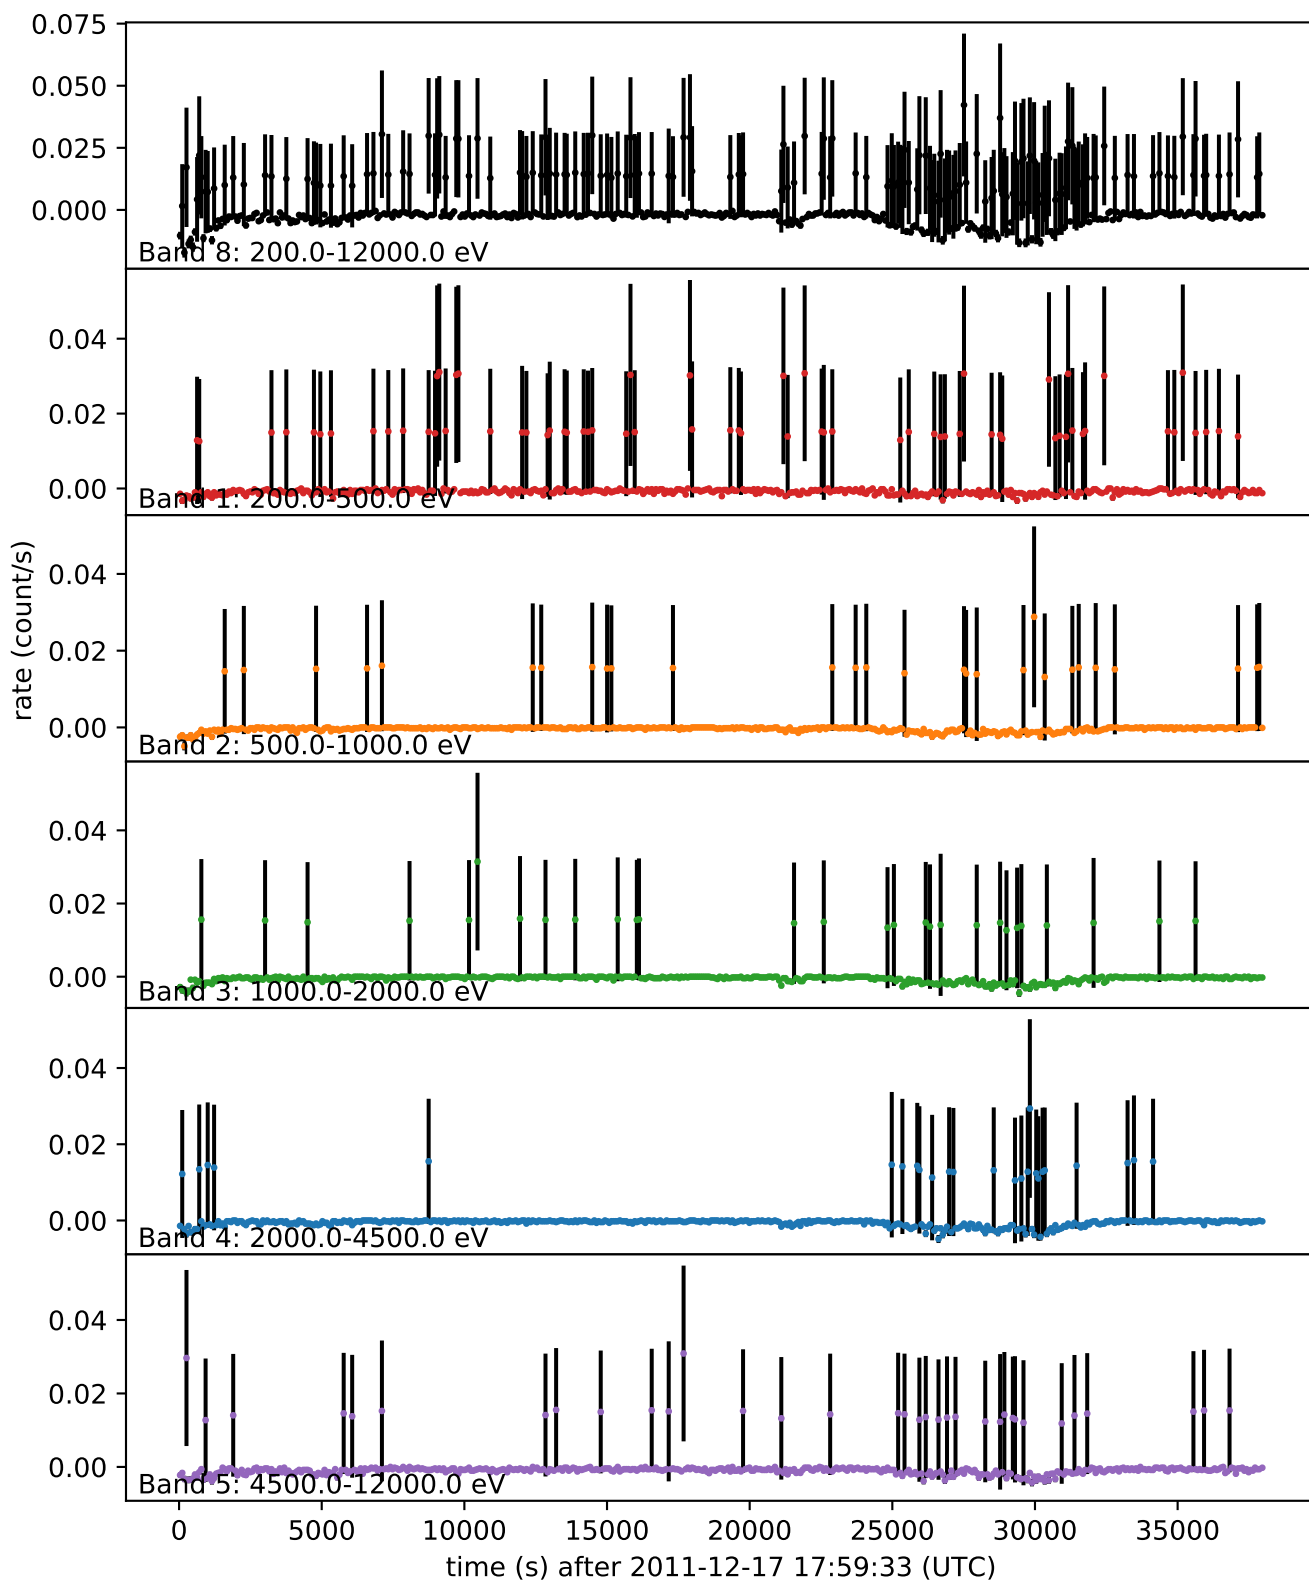 0.075
0.050
0.025
0.000
Band 8: 200.0-12000.0 eV
0.04
0.02
0.00
Band 1: 200.0-500.0 eV
rate (count/s)
0.04
0.02
0.00
Band 2: 500.0-1000.0 eV
0.04
0.02
0.00
Band 3: 1000.0-2000.0 eV
0.04
0.02
0.00
Band 4: 2000.0-4500.0 eV
0.04
0.02
0.00
Band 5: 4500.0-12000.0 eV
0 5000 10000 15000 20000 25000 30000 35000
time (s) after 2011-12-17 17:59:33 (UTC)